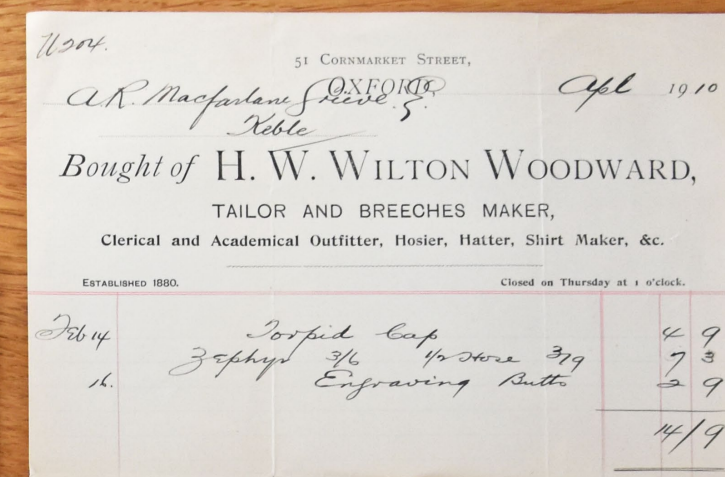 N204.
51 CORNMARKET STREET,
OXFORD,
Apl 1910
A.R. Macfarlane Grieve Esq.
Keble
Bought of H. W. WILTON WOODWARD,
TAILOR AND BREECHES MAKER,
Clerical and Academical Outfitter, Hosier, Hatter, Shirt Maker, &c.
ESTABLISHED 1880. Closed on Thursday at 1 o'clock.
Feb 14 Torpid Cap 4 9
Zephyr 3/6 1/2 Hose 3/9 7 3
16. Engraving Butts 2 9
14/9